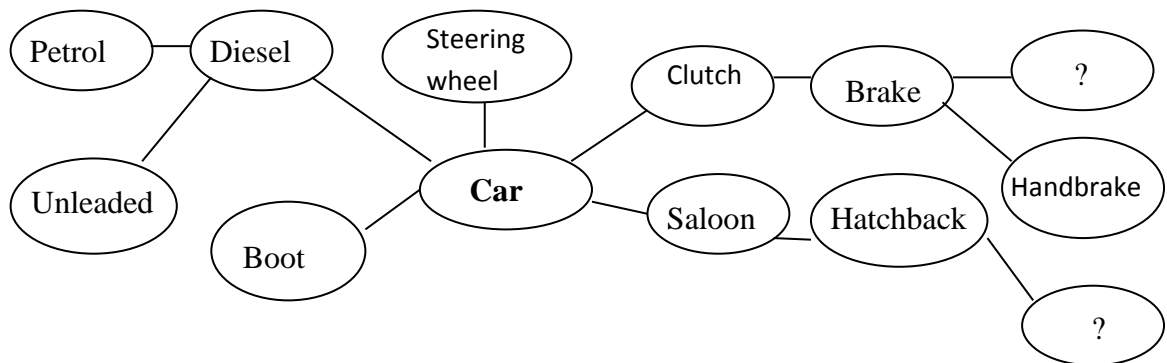 Petrol
Diesel
Steering
wheel
Clutch
Brake
?
Unleaded
Boot
Car
Saloon
Hatchback
Handbrake
?